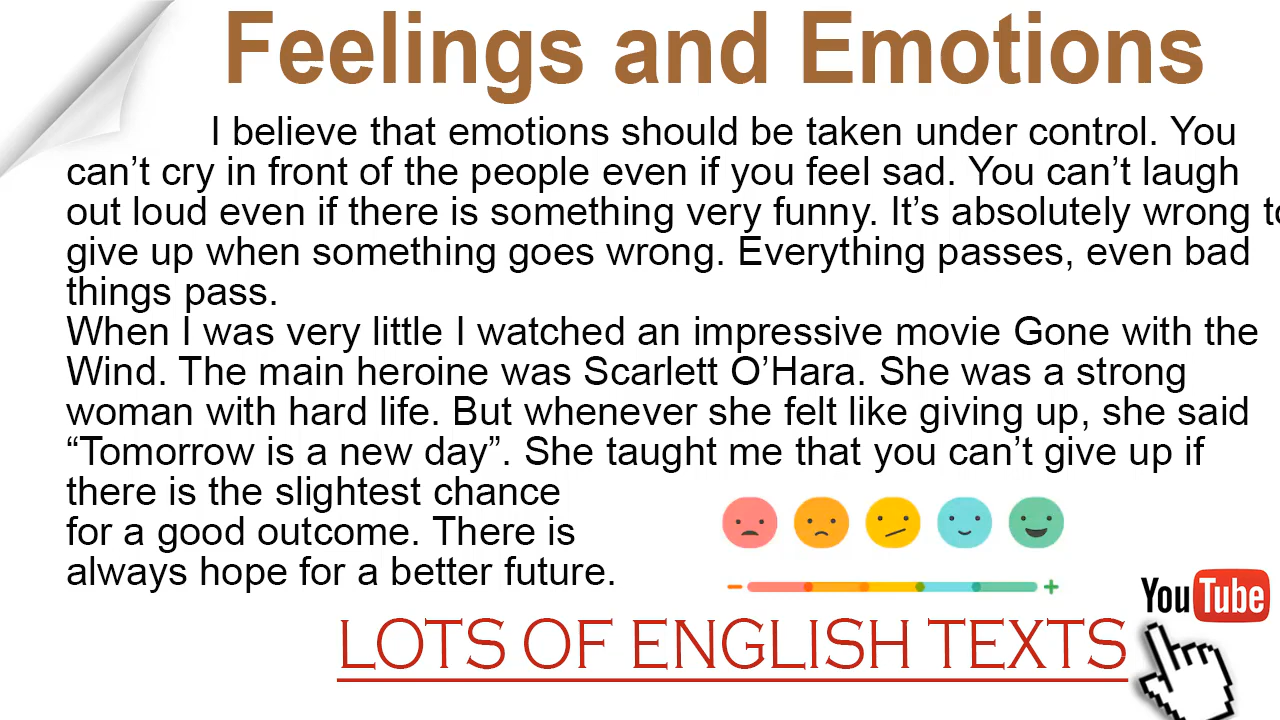 Feelings and Emotions
I believe that emotions should be taken under control. You
can’t cry in front of the people even if you feel sad. You can’t laugh
out loud even if there is something very funny. It’s absolutely wrong to
give up when something goes wrong. Everything passes, even bad
things pass.
When I was very little I watched an impressive movie Gone with the
Wind. The main heroine was Scarlett O’Hara. She was a strong
woman with hard life. But whenever she felt like giving up, she said
“Tomorrow is a new day”. She taught me that you can’t give up if
there is the slightest chance
for a good outcome. There is
always hope for a better future.
YouTube
LOTS OF ENGLISH TEXTS